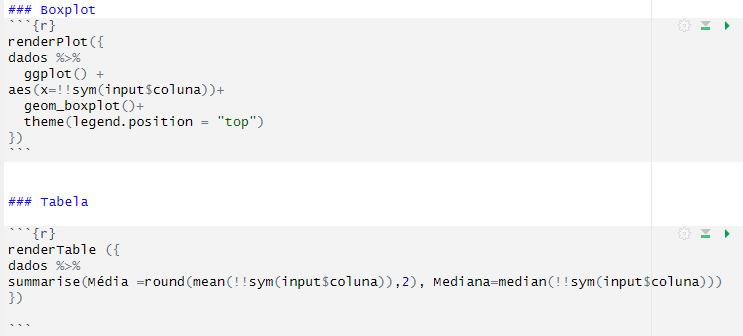 ### Boxplot
```{r}
renderPlot({
dados %>%
  ggplot() +
aes(x=!!sym(input$coluna))+
  geom_boxplot()+
  theme(legend.position = "top")
})
```
### Tabela
```{r}
renderTable ({
dados %>%
summarise(Média =round(mean(!!sym(input$coluna)),2), Mediana=median(!!sym(input$coluna)))
})
```